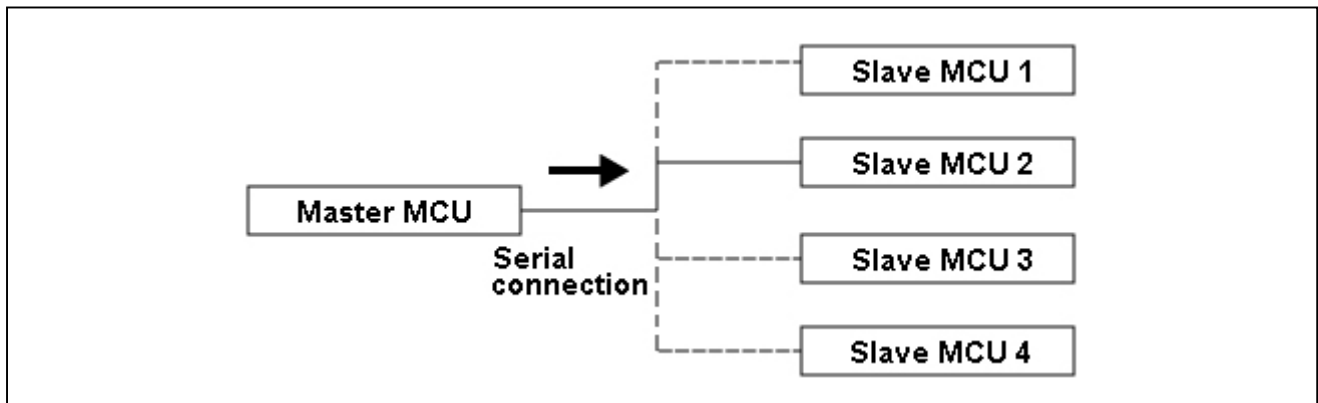 Slave MCU 1
Slave MCU 2
Master MCU
Serial
connection
Slave MCU 3
Slave MCU 4